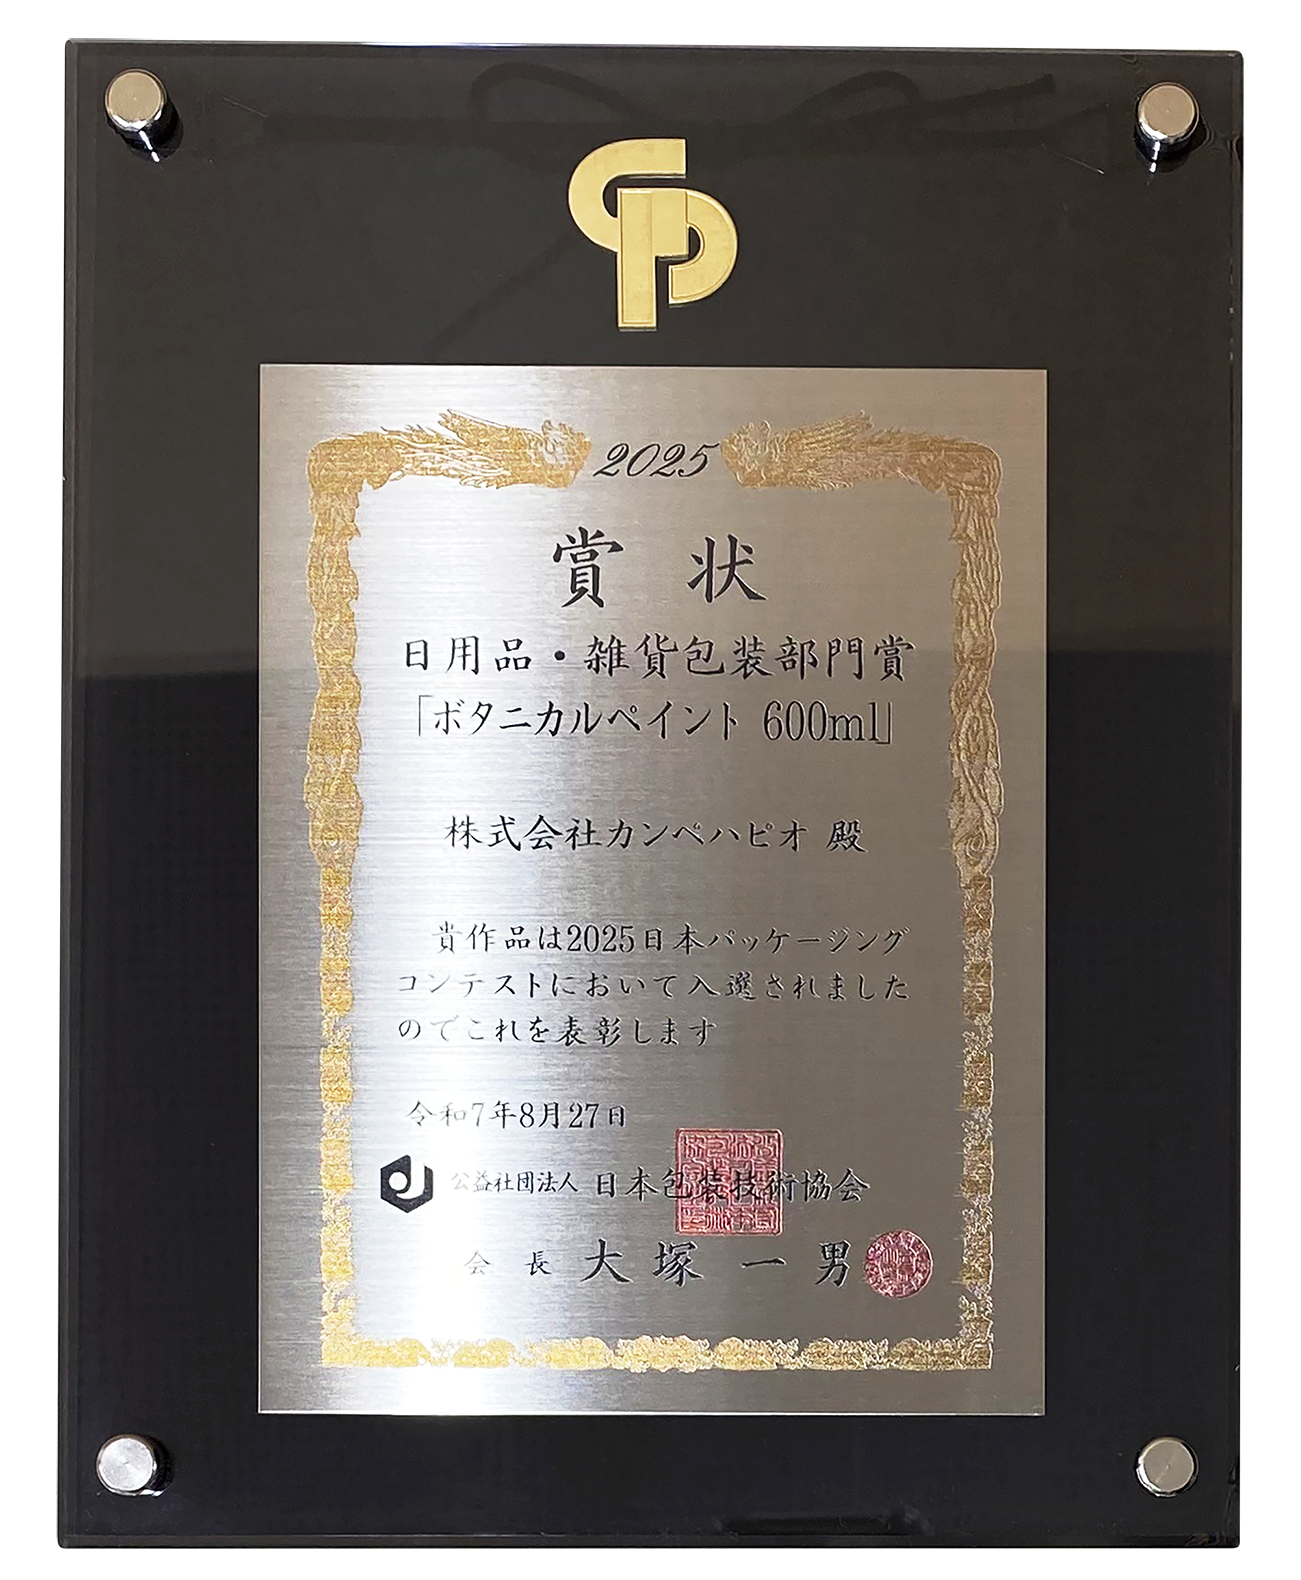 2025
賞状
日用品・雑貨包装部門賞
「ボタニカルペイント 600ml」
株式会社カンペハピオ 殿
貴作品は2025日本パッケージング
コンテストにおいて入選されました
のでこれを表彰します
令和7年8月27日
公益社団法人 日本包装技術協会
会長 大塚一男